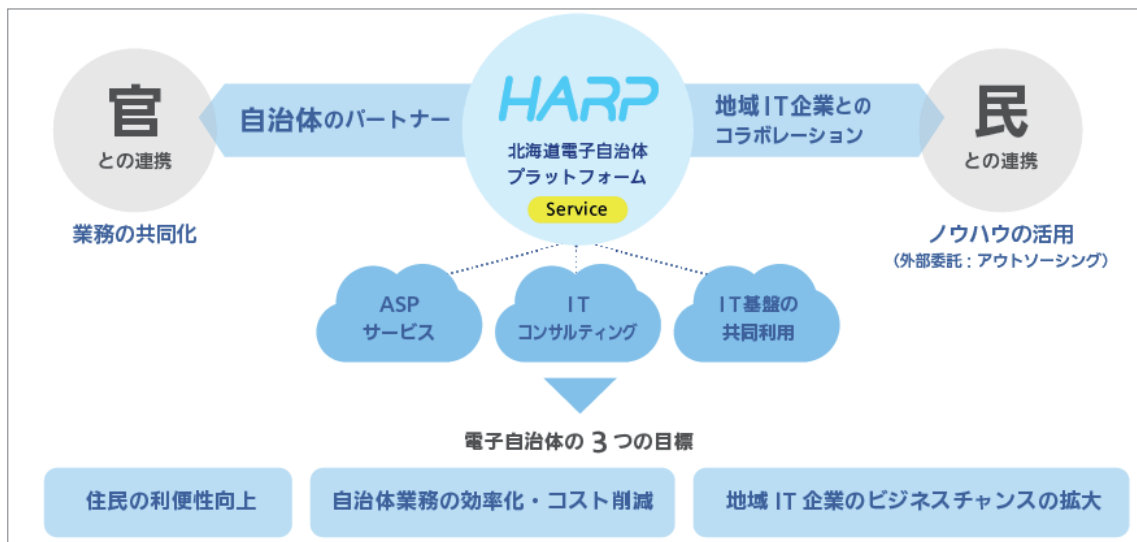 官
との連携
業務の共同化
自治体のパートナー
HARP
北海道電子自治体
プラットフォーム
Service
地域IT企業との
コラボレーション
民
との連携
ノウハウの活用
(外部委託:アウトソーシング)
ASP
サービス
IT
コンサルティング
IT基盤の
共同利用
電子自治体の3つの目標
住民の利便性向上
自治体業務の効率化・コスト削減
地域IT企業のビジネスチャンスの拡大